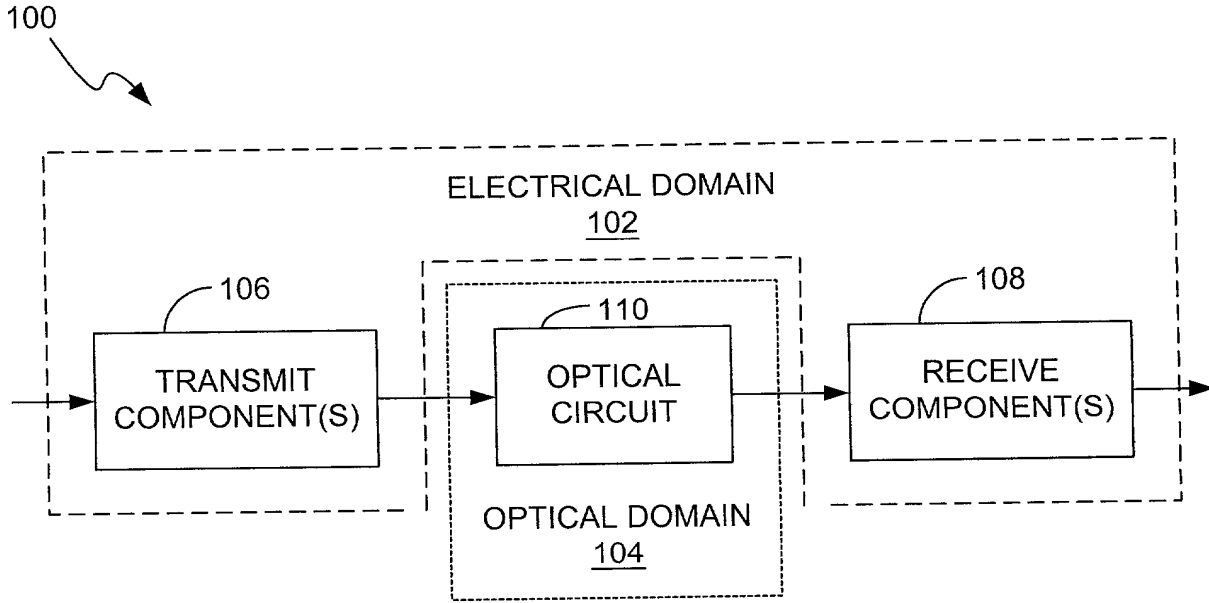 100
ELECTRICAL DOMAIN
102
106
110
108
TRANSMIT
COMPONENT(S)
OPTICAL
CIRCUIT
RECEIVE
COMPONENT(S)
OPTICAL DOMAIN
104